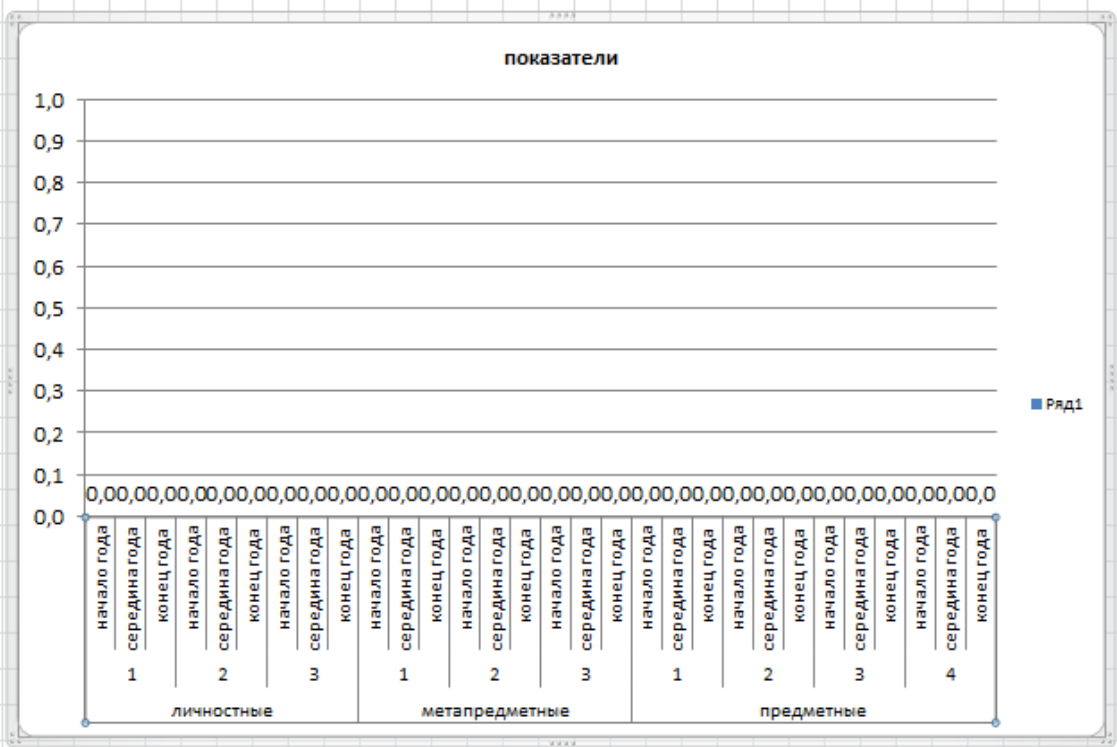 показатели
1,0
0,9
0,8
0,7
0,6
0,5
0,4
0,3
0,2
0,1
0,0
Ряд1
0,00,00,00,00,00,00,00,00,00,00,00,00,00,00,00,00,00,00,00,00,00,00,00,00,00,00,00,00,00,0
начало года середина года конец года начало года середина года конец года начало года середина года конец года начало года середина года конец года начало года середина года конец года начало года середина года конец года начало года середина года конец года начало года середина года конец года начало года середина года конец года начало года середина года конец года
1 2 3 1 2 3 1 2 3 4
личностные метапредметные предметные